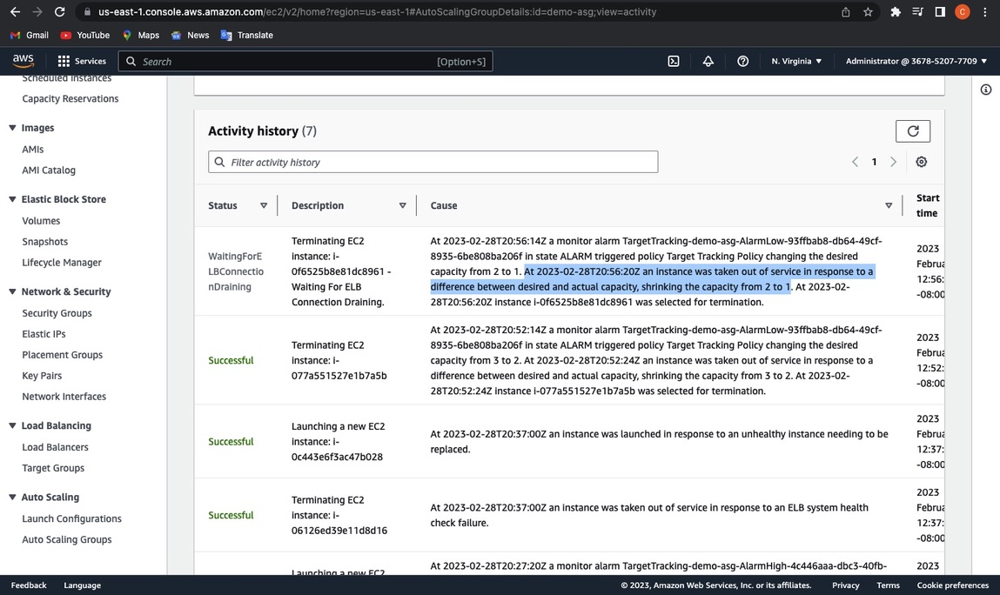 us-east-1.console.aws.amazon.com/ec2/v2/home?region=us-east-1#AutoScalingGroupDetails:id=demo-asg;view=activity
C
Gmail YouTube Maps News Translate
aws Services Search [Option+S] N. Virginia ▼ Administrator @ 3678-5207-7709 ▼
Scheduled Instances
Capacity Reservations
Images
AMIs
AMI Catalog
Elastic Block Store
Volumes
Snapshots
Lifecycle Manager
Network & Security
Security Groups
Elastic IPs
Placement Groups
Key Pairs
Network Interfaces
Load Balancing
Load Balancers
Target Groups
Auto Scaling
Launch Configurations
Auto Scaling Groups
Activity history (7)
Filter activity history
1
Status
Description
Cause
Start
time
WaitingForE
LBConnectio
nDraining
Terminating EC2
instance: i-
0f6525b8e81dc8961 -
Waiting For ELB
Connection Draining.
At 2023-02-28T20:56:14Z a monitor alarm TargetTracking-demo-asg-AlarmLow-93ffbab8-db64-49cf-
8935-6be808ba206f in state ALARM triggered policy Target Tracking Policy changing the desired
capacity from 2 to 1. At 2023-02-28T20:56:20Z an instance was taken out of service in response to a
difference between desired and actual capacity, shrinking the capacity from 2 to 1. At 2023-02-
28T20:56:20Z instance i-0f6525b8e81dc8961 was selected for termination.
2023
Februa
12:56:
-08:00
Successful
Terminating EC2
instance: i-
077a551527e1b7a5b
At 2023-02-28T20:52:14Z a monitor alarm TargetTracking-demo-asg-AlarmLow-93ffbab8-db64-49cf-
8935-6be808ba206f in state ALARM triggered policy Target Tracking Policy changing the desired
capacity from 3 to 2. At 2023-02-28T20:52:24Z an instance was taken out of service in response to a
difference between desired and actual capacity, shrinking the capacity from 3 to 2. At 2023-02-
28T20:52:24Z instance i-077a551527e1b7a5b was selected for termination.
2023
Februa
12:52:
-08:00
Successful
Launching a new EC2
instance: i-
0c443e6f3ac47b028
At 2023-02-28T20:37:00Z an instance was launched in response to an unhealthy instance needing to be
replaced.
2023
Februa
12:37:
-08:00
Successful
Terminating EC2
instance: i-
06126ed39e11d8d16
At 2023-02-28T20:37:00Z an instance was taken out of service in response to an ELB system health
check failure.
2023
Februa
12:37:
-08:00
Launching a new EC2
At 2023-02-28T20:27:20Z a monitor alarm TargetTracking-demo-asg-AlarmHigh-4c446aaa-dbc3-40fb-
2023
Feedback Language © 2023, Amazon Web Services, Inc. or its affiliates. Privacy Terms Cookie preferences